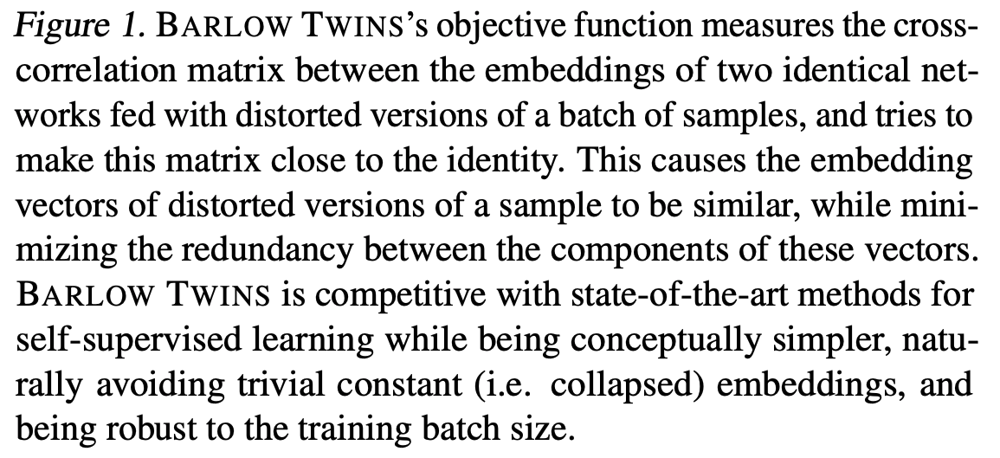 Figure 1. BARLOW TWINS's objective function measures the cross-
correlation matrix between the embeddings of two identical net-
works fed with distorted versions of a batch of samples, and tries to
make this matrix close to the identity. This causes the embedding
vectors of distorted versions of a sample to be similar, while mini-
mizing the redundancy between the components of these vectors.
BARLOW TWINS is competitive with state-of-the-art methods for
self-supervised learning while being conceptually simpler, natu-
rally avoiding trivial constant (i.e. collapsed) embeddings, and
being robust to the training batch size.